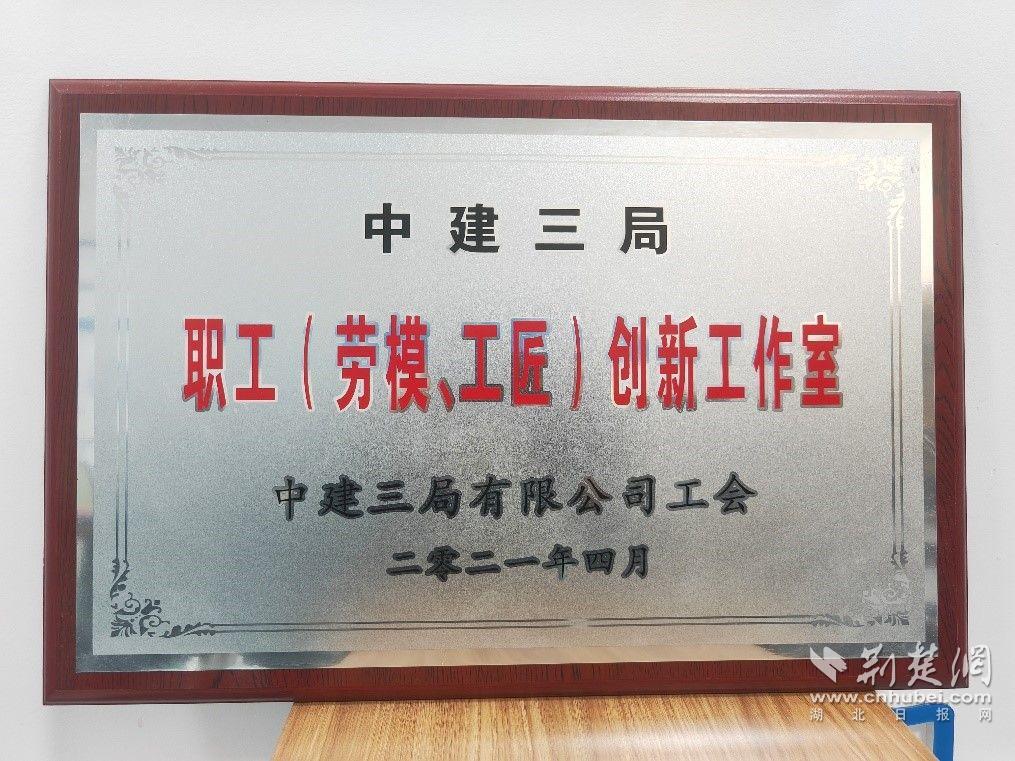 中建三局
职工（劳模、工匠）创新工作室
中建三局有限公司工会
二零二一年四月
荆楚網
www.cnhubei.com
湖北日报网